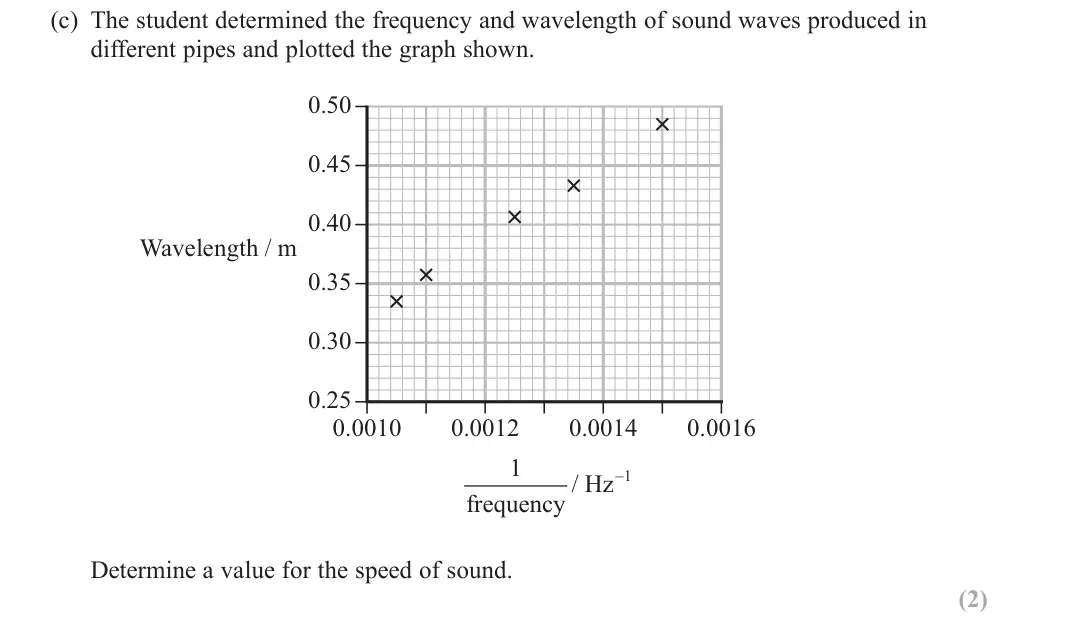 (c) The student determined the frequency and wavelength of sound waves produced in
different pipes and plotted the graph shown.
0.50
0.45
0.40
Wavelength / m
0.35
0.30
0.25
0.0010 0.0012 0.0014 0.0016
1
/ Hz⁻¹
frequency
Determine a value for the speed of sound.
(2)